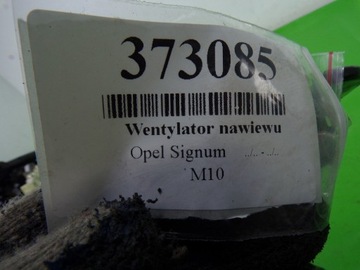 373085
Wentylator nawiewu
Opel Signum ../... - ../...
M10